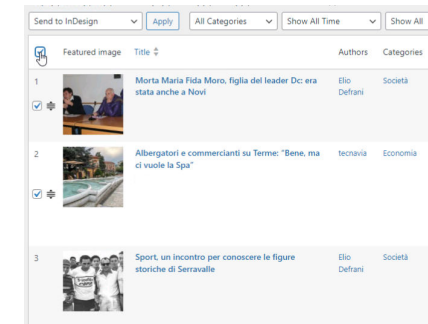 Send to InDesign Apply All Categories Show All Time Show All
Featured image Title Authors Categories
1 Morta Maria Fida Moro, figlia del leader Dc: era Elio Società
stata anche a Novi Defrani
2 Albergatori e commercianti su Terme: "Bene, ma tecnavia Economia
ci vuole la Spa"
3 Sport, un incontro per conoscere le figure Elio Società
storiche di Serravalle Defrani